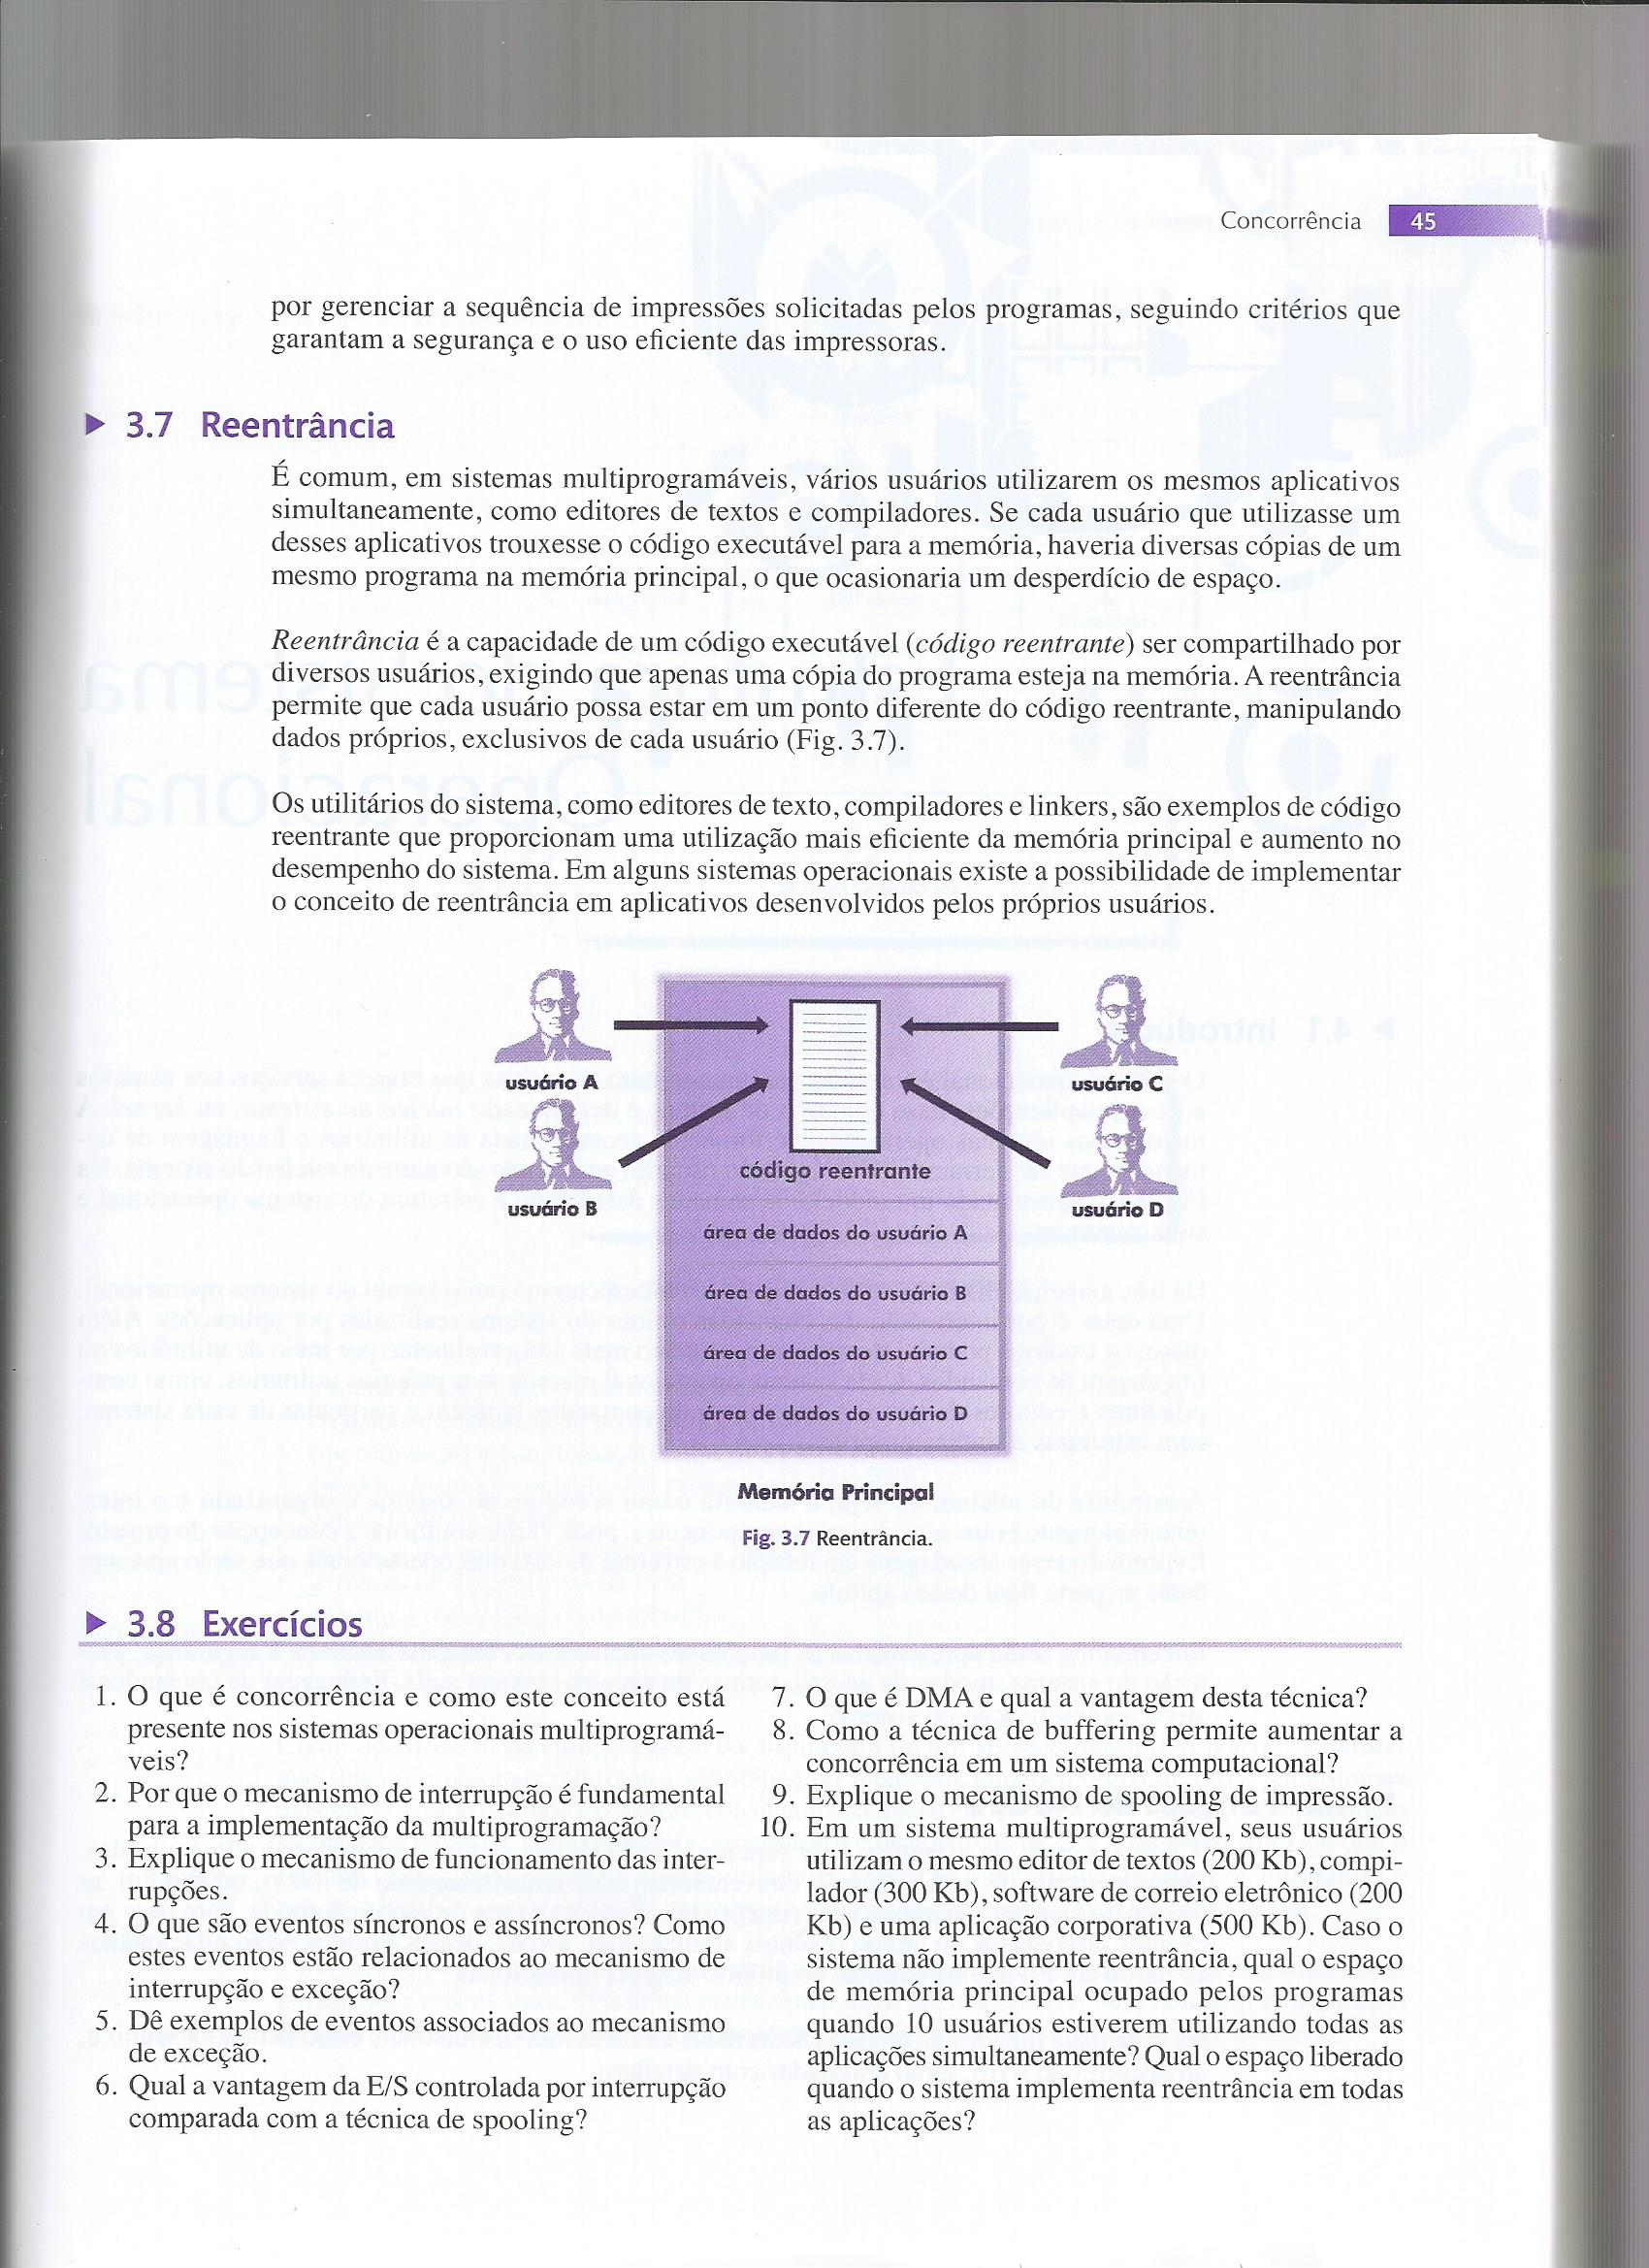 Concorrência 45
por gerenciar a sequência de impressões solicitadas pelos programas, seguindo critérios que
garantam a segurança e o uso eficiente das impressoras.
▶ 3.7 Reentrância
É comum, em sistemas multiprogramáveis, vários usuários utilizarem os mesmos aplicativos
simultaneamente, como editores de textos e compiladores. Se cada usuário que utilizasse um
desses aplicativos trouxesse o código executável para a memória, haveria diversas cópias de um
mesmo programa na memória principal, o que ocasionaria um desperdício de espaço.
Reentrância é a capacidade de um código executável (código reentrante) ser compartilhado por
diversos usuários, exigindo que apenas uma cópia do programa esteja na memória. A reentrância
permite que cada usuário possa estar em um ponto diferente do código reentrante, manipulando
dados próprios, exclusivos de cada usuário (Fig. 3.7).
Os utilitários do sistema, como editores de texto, compiladores e linkers, são exemplos de código
reentrante que proporcionam uma utilização mais eficiente da memória principal e aumento no
desempenho do sistema. Em alguns sistemas operacionais existe a possibilidade de implementar
o conceito de reentrância em aplicativos desenvolvidos pelos próprios usuários.
usuário A
usuário B
usuário C
usuário D
código reentrante
área de dados do usuário A
área de dados do usuário B
área de dados do usuário C
área de dados do usuário D
Memória Principal
Fig. 3.7 Reentrância.
▶ 3.8 Exercícios
1. O que é concorrência e como este conceito está
presente nos sistemas operacionais multiprogramá-
veis?
2. Por que o mecanismo de interrupção é fundamental
para a implementação da multiprogramação?
3. Explique o mecanismo de funcionamento das inter-
rupções.
4. O que são eventos síncronos e assíncronos? Como
estes eventos estão relacionados ao mecanismo de
interrupção e exceção?
5. Dê exemplos de eventos associados ao mecanismo
de exceção.
6. Qual a vantagem da E/S controlada por interrupção
comparada com a técnica de spooling?
7. O que é DMA e qual a vantagem desta técnica?
8. Como a técnica de buffering permite aumentar a
concorrência em um sistema computacional?
9. Explique o mecanismo de spooling de impressão.
10. Em um sistema multiprogramável, seus usuários
utilizam o mesmo editor de textos (200 Kb), compi-
lador (300 Kb), software de correio eletrônico (200
Kb) e uma aplicação corporativa (500 Kb). Caso o
sistema não implemente reentrância, qual o espaço
de memória principal ocupado pelos programas
quando 10 usuários estiverem utilizando todas as
aplicações simultaneamente? Qual o espaço liberado
quando o sistema implementa reentrância em todas
as aplicações?